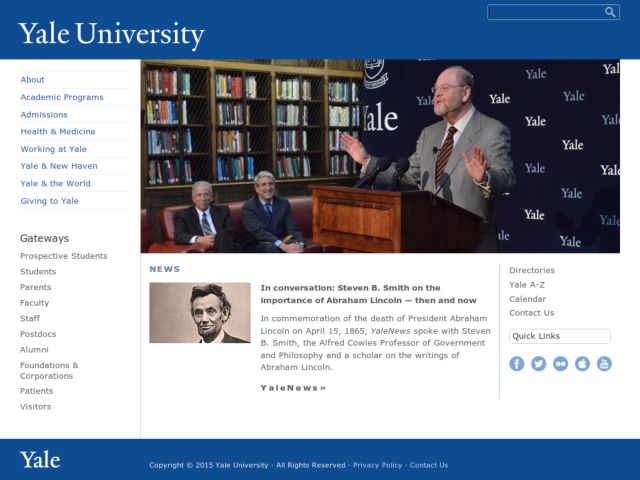 Yale University
About
Academic Programs
Admissions
Health & Medicine
Working at Yale
Yale & New Haven
Yale & the World
Giving to Yale
Gateways
Prospective Students
Students
Parents
Faculty
Staff
Postdocs
Alumni
Foundations &
Corporations
Patients
Visitors
Yale
Yale
Yale
Yale
Yale
Yale
Yale
Yale
Yale
Yale
NEWS
In conversation: Steven B. Smith on the
importance of Abraham Lincoln — then and now
In commemoration of the death of President Abraham
Lincoln on April 15, 1865, YaleNews spoke with Steven
B. Smith, the Alfred Cowles Professor of Government
and Philosophy and a scholar on the writings of
Abraham Lincoln.
YaleNews»
Directories
Yale A-Z
Calendar
Contact Us
Quick Links
Yale
Copyright © 2015 Yale University · All Rights Reserved · Privacy Policy · Contact Us